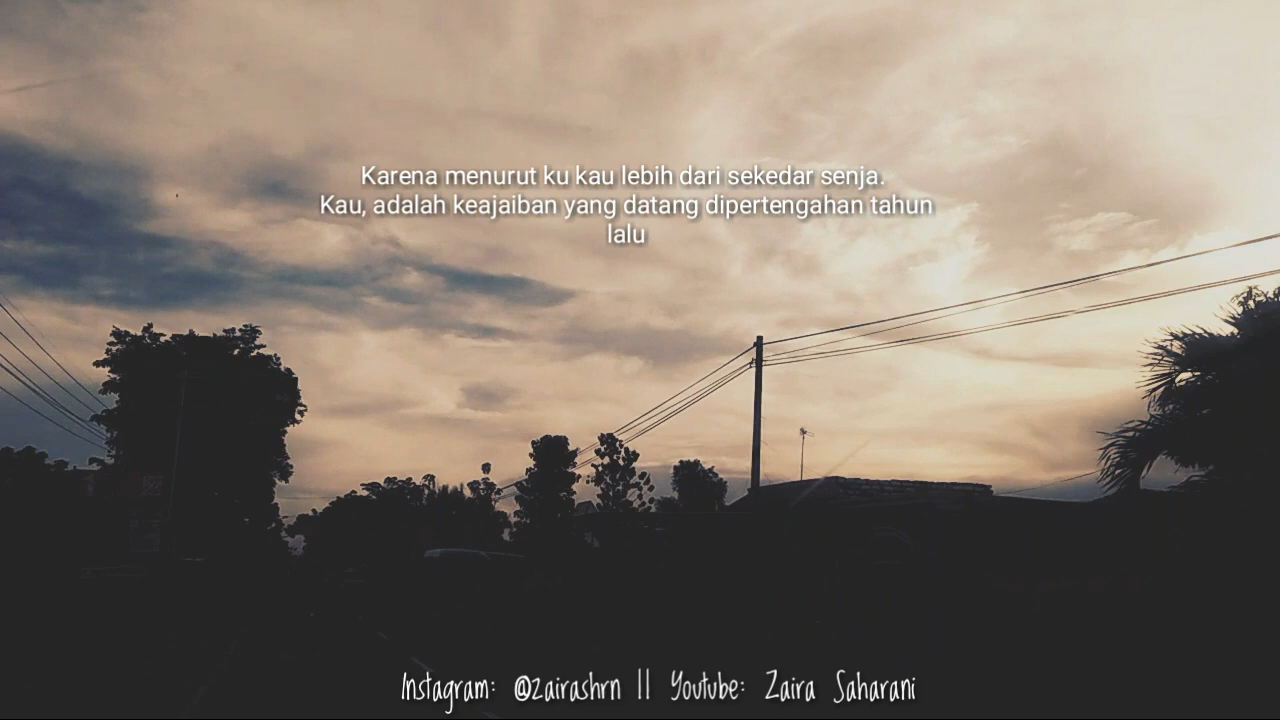 Karena menurut ku kau lebih dari sekedar senja.
Kau, adalah keajaiban yang datang dipertengahan tahun
lalu
Instagram: @zairashrn || Youtube: Zaira Saharani